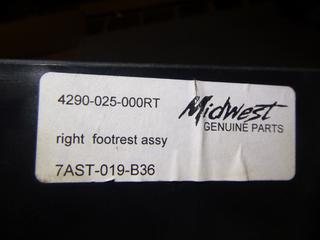 4290-025-000RT
Midwest
GENUINE PARTS
right footrest assy
7AST-019-B36